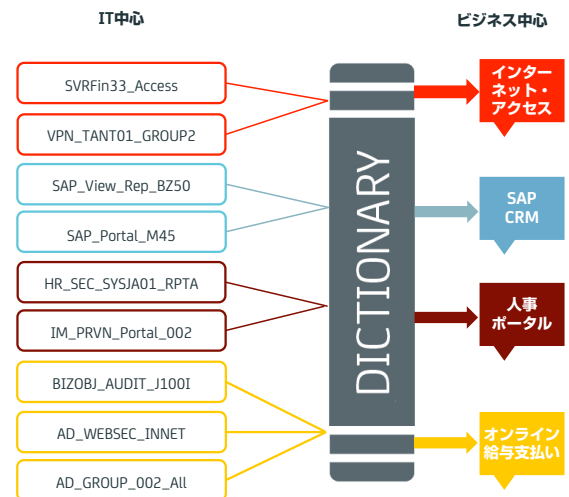 IT中心
ビジネス中心
SVRFin33_Access
VPN_TANT01_GROUP2
SAP_View_Rep_BZ50
SAP_Portal_M45
HR_SEC_SYSJA01_RPTA
IM_PRVN_Portal_002
BIZOBJ_AUDIT_J100I
AD_WEBSEC_INNET
AD_GROUP_002_All
DICTIONARY
インター
ネット・
アクセス
SAP
CRM
人事
ポータル
オンライン
給与支払い